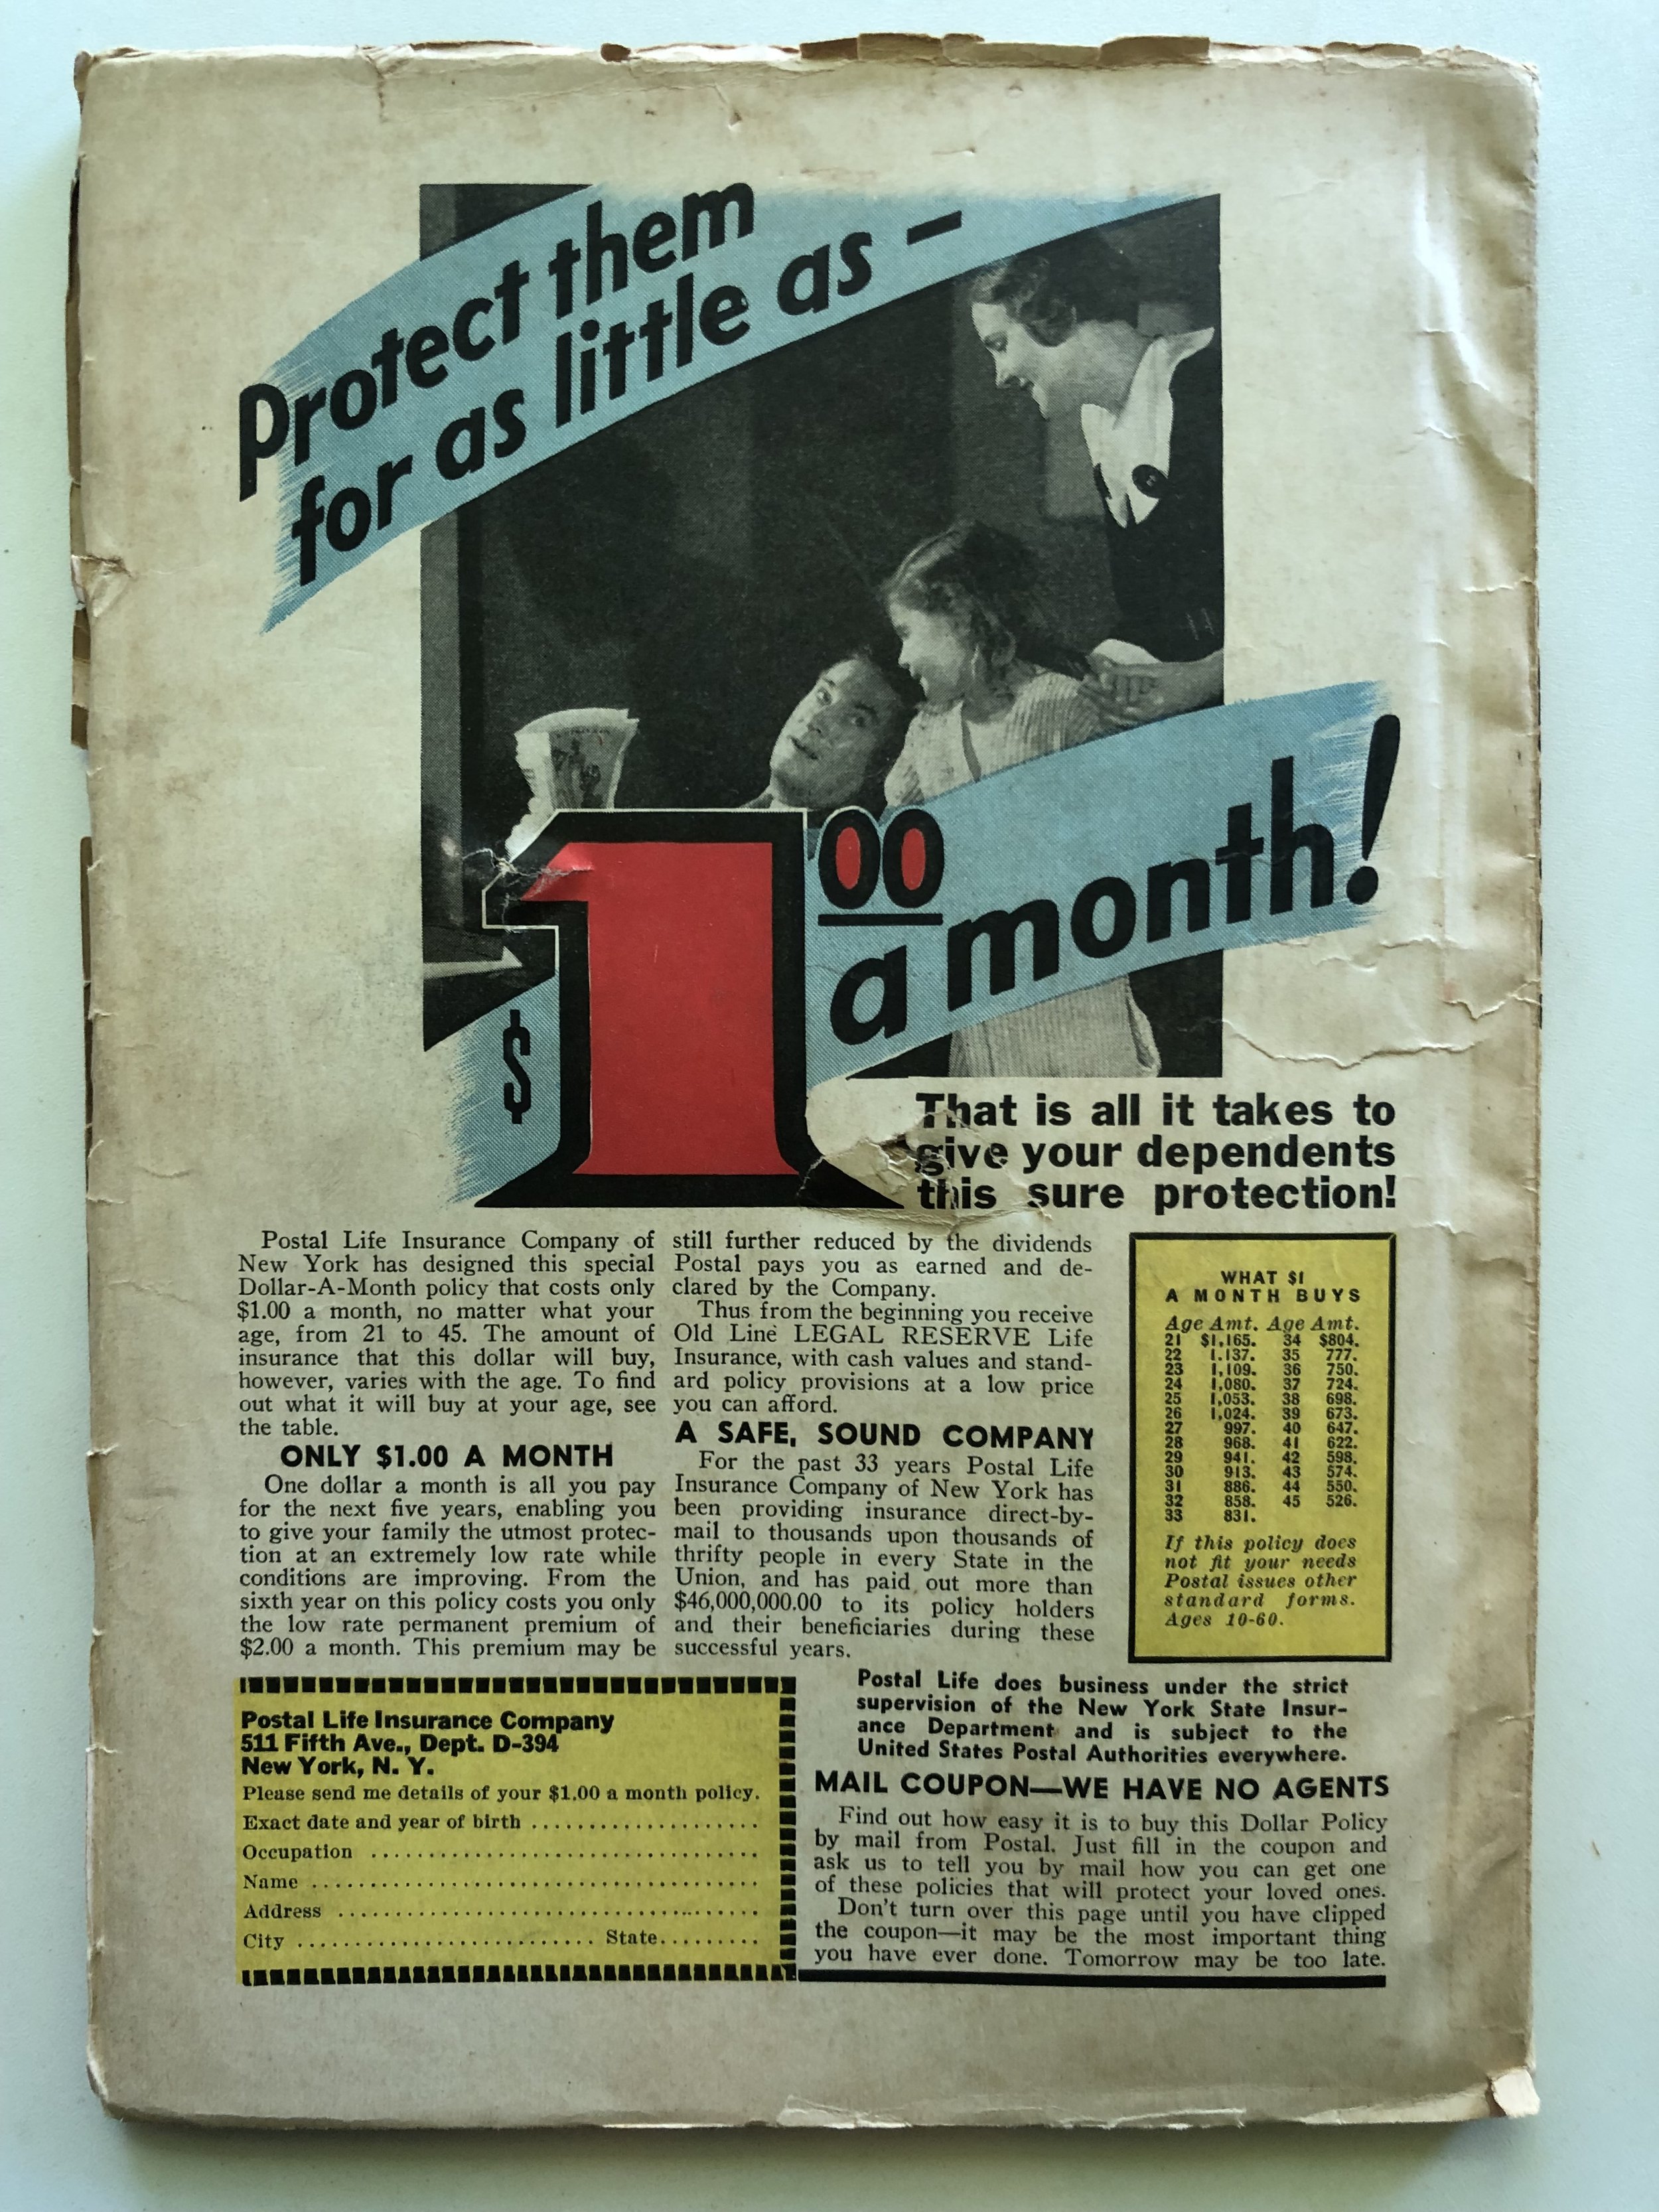 Protect them
for as little as –
$1.00
a month!
That is all it takes to
give your dependents
this sure protection!
Postal Life Insurance Company of
New York has designed this special
Dollar-A-Month policy that costs only
$1.00 a month, no matter what your
age, from 21 to 45. The amount of
insurance that this dollar will buy,
however, varies with the age. To find
out what it will buy at your age, see
the table.
ONLY $1.00 A MONTH
One dollar a month is all you pay
for the next five years, enabling you
to give your family the utmost protec-
tion at an extremely low rate while
conditions are improving. From the
sixth year on this policy costs you only
the low rate permanent premium of
$2.00 a month. This premium may be
still further reduced by the dividends
Postal pays you as earned and de-
clared by the Company.
Thus from the beginning you receive
Old Line LEGAL RESERVE Life
Insurance, with cash values and stand-
ard policy provisions at a low price
you can afford.
A SAFE, SOUND COMPANY
For the past 33 years Postal Life
Insurance Company of New York has
been providing insurance direct-by-
mail to thousands upon thousands of
thrifty people in every State in the
Union, and has paid out more than
$46,000,000.00 to its policy holders
and their beneficiaries during these
successful years.
WHAT $1
A MONTH BUYS
Age Amt. Age Amt.
21 $1,165. 34 $804.
22 1.137. 35 777.
23 1,109. 36 750.
24 1,080. 37 724.
25 1,053. 38 698.
26 1,024. 39 673.
27 997. 40 647.
28 968. 41 622.
29 941. 42 598.
30 913. 43 574.
31 886. 44 550.
32 858. 45 526.
33 831.
If this policy does
not fit your needs
Postal issues other
standard forms.
Ages 10-60.
Postal Life Insurance Company
511 Fifth Ave., Dept. D-394
New York, N. Y.
Please send me details of your $1.00 a month policy.
Exact date and year of birth ....................
Occupation ..................................
Name .......................................
Address .....................................
City .......................... State.........
Postal Life does business under the strict
supervision of the New York State Insur-
ance Department and is subject to the
United States Postal Authorities everywhere.
MAIL COUPON—WE HAVE NO AGENTS
Find out how easy it is to buy this Dollar Policy
by mail from Postal. Just fill in the coupon and
ask us to tell you by mail how you can get one
of these policies that will protect your loved ones.
Don't turn over this page until you have clipped
the coupon—it may be the most important thing
you have ever done. Tomorrow may be too late.